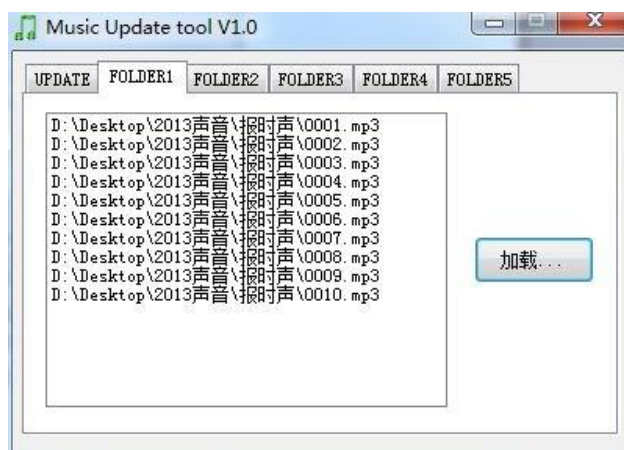 Music Update tool V1.0
UPDATE FOLDER1 FOLDER2 FOLDER3 FOLDER4 FOLDER5
D:\Desktop\2013声音\报时声\0001.mp3
D:\Desktop\2013声音\报时声\0002.mp3
D:\Desktop\2013声音\报时声\0003.mp3
D:\Desktop\2013声音\报时声\0004.mp3
D:\Desktop\2013声音\报时声\0005.mp3
D:\Desktop\2013声音\报时声\0006.mp3
D:\Desktop\2013声音\报时声\0007.mp3
D:\Desktop\2013声音\报时声\0008.mp3
D:\Desktop\2013声音\报时声\0009.mp3
D:\Desktop\2013声音\报时声\0010.mp3
加载...